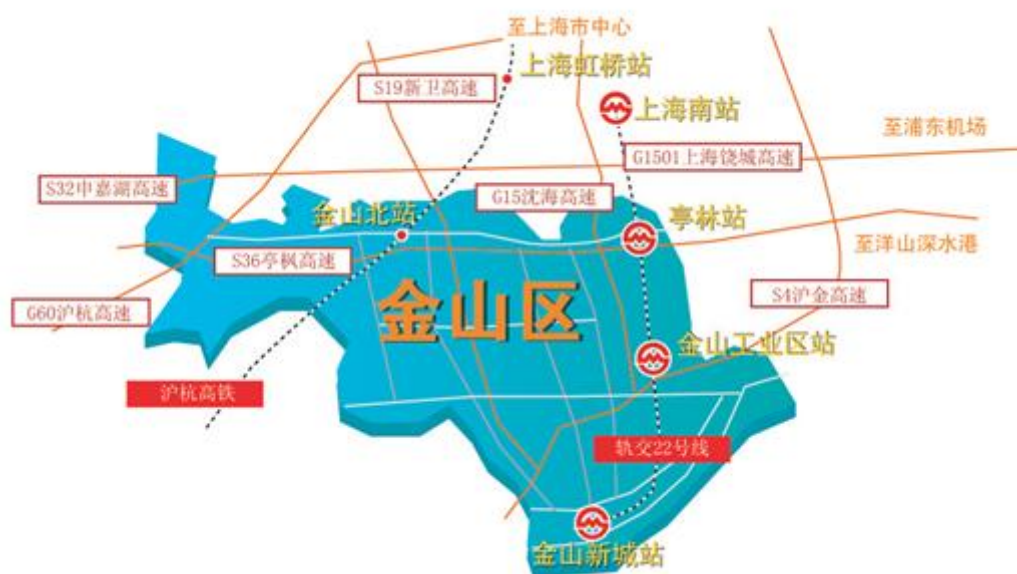 至上海市中心
上海虹桥站
S19新卫高速
上海南站
至浦东机场
G1501上海饶城高速
S32申嘉湖高速
G15沈海高速
金山北站
亭林站
至洋山深水港
S36亭枫高速
S4沪金高速
G60沪杭高速
金山区
金山工业区站
沪杭高铁
轨交22号线
金山新城站